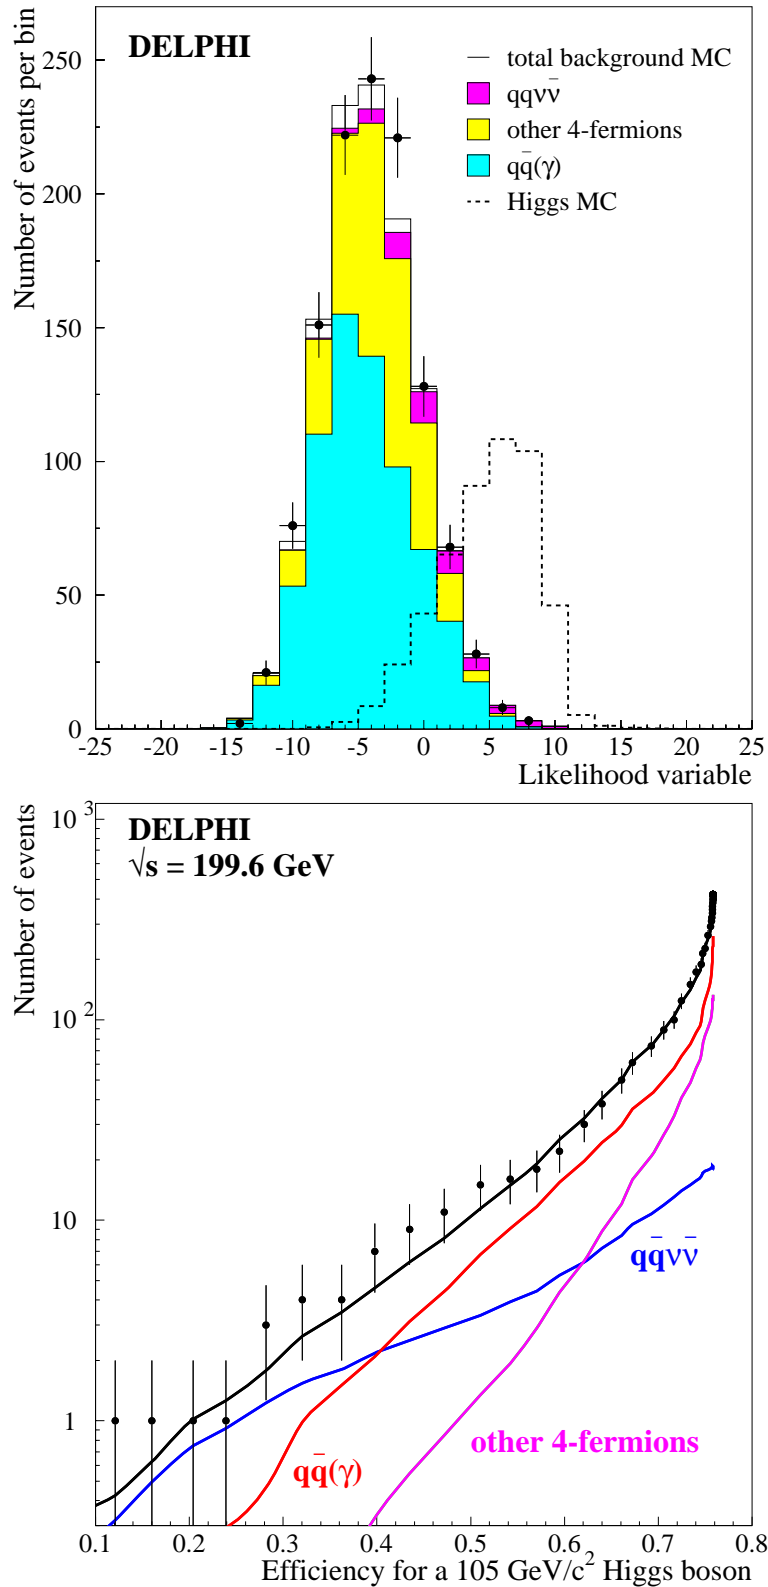 Number of events per bin
DELPHI
total background MC
qqνν̄
other 4-fermions
qq̄(γ)
Higgs MC
250
200
150
100
50
0
-25 -20 -15 -10 -5 0 5 10 15 20 25
Likelihood variable
Number of events
DELPHI
√s = 199.6 GeV
10³
10²
10
1
qq̄νν̄
other 4-fermions
qq̄(γ)
0.1 0.2 0.3 0.4 0.5 0.6 0.7 0.8
Efficiency for a 105 GeV/c² Higgs boson